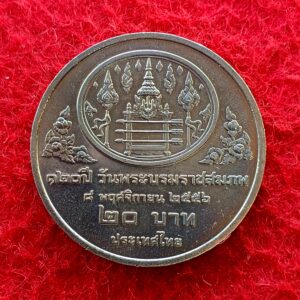 ๑๒๐ปี วันพระบรมราชสมภพ
๘ พฤศจิกายน ๒๕๕๖
๒๐ บาท
ประเทศไทย